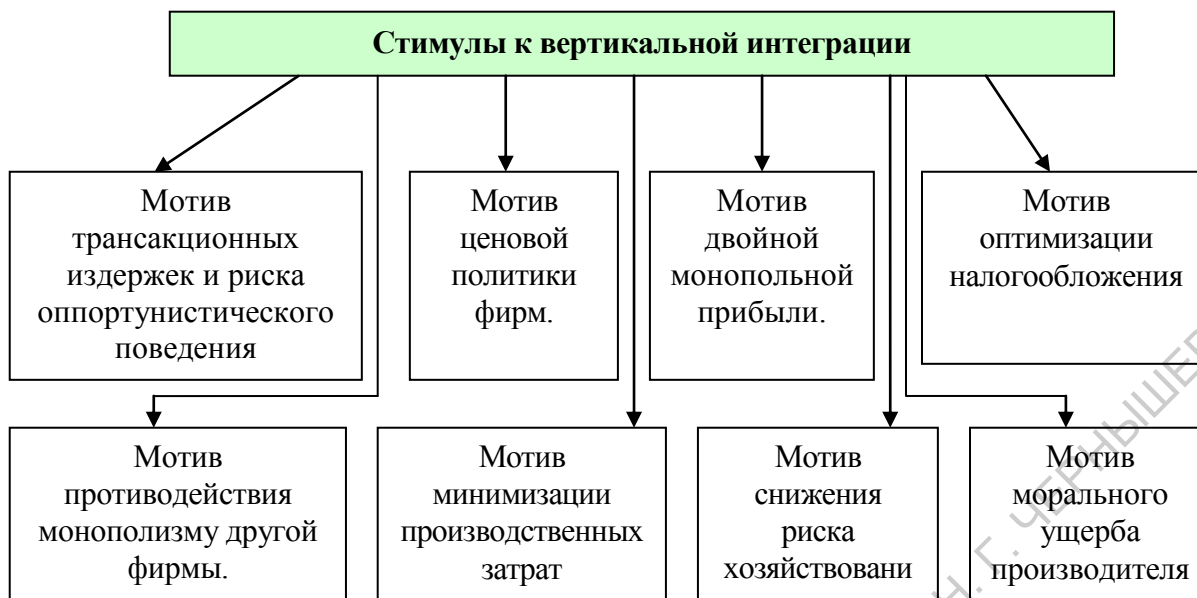 Стимулы к вертикальной интеграции
Мотив
трансакционных
издержек и риска
оппортунистического
поведения
Мотив
ценовой
политики
фирм.
Мотив
двойной
монопольной
прибыли.
Мотив
оптимизации
налогообложения
Мотив
противодействия
монополизму другой
фирмы.
Мотив
минимизации
производственных
затрат
Мотив
снижения
риска
хозяйствовани
Мотив
морального
ущерба
производителя
Н. Г. ЧЕРНЫШЕВ